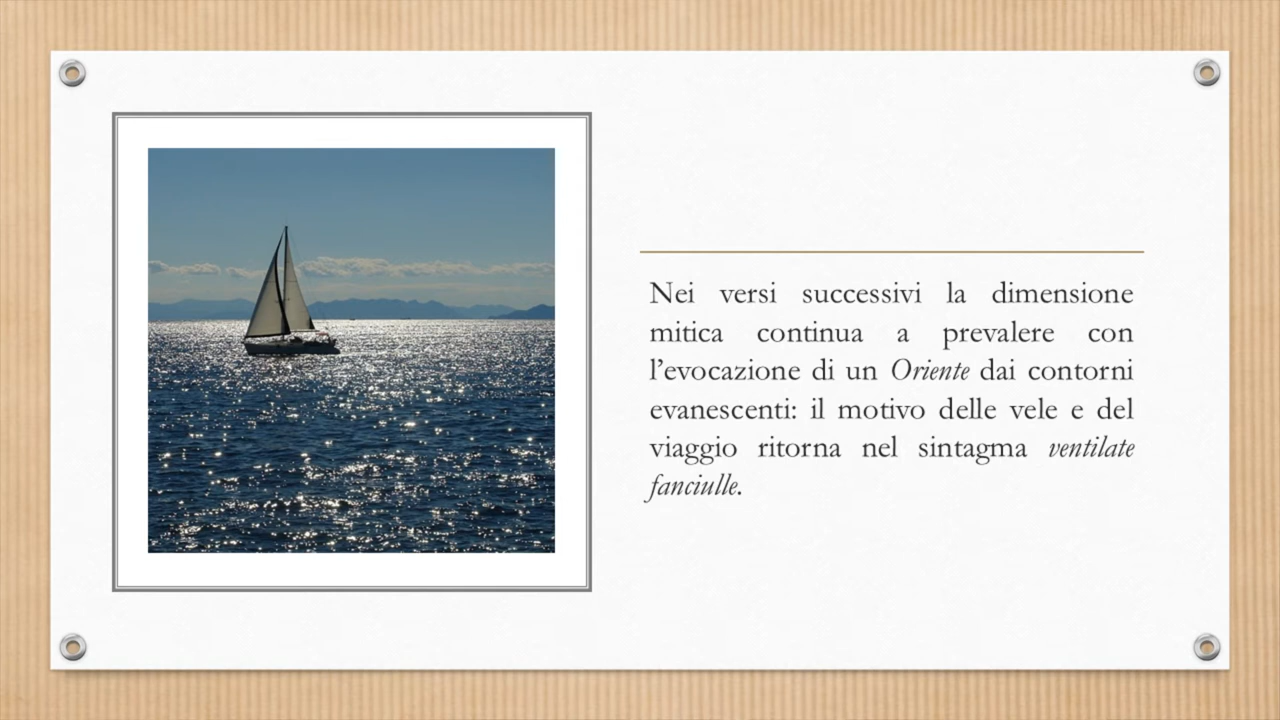 Nei versi successivi la dimensione
mitica continua a prevalere con
l’evocazione di un Oriente dai contorni
evanescenti: il motivo delle vele e del
viaggio ritorna nel sintagma ventilate
fanciulle.